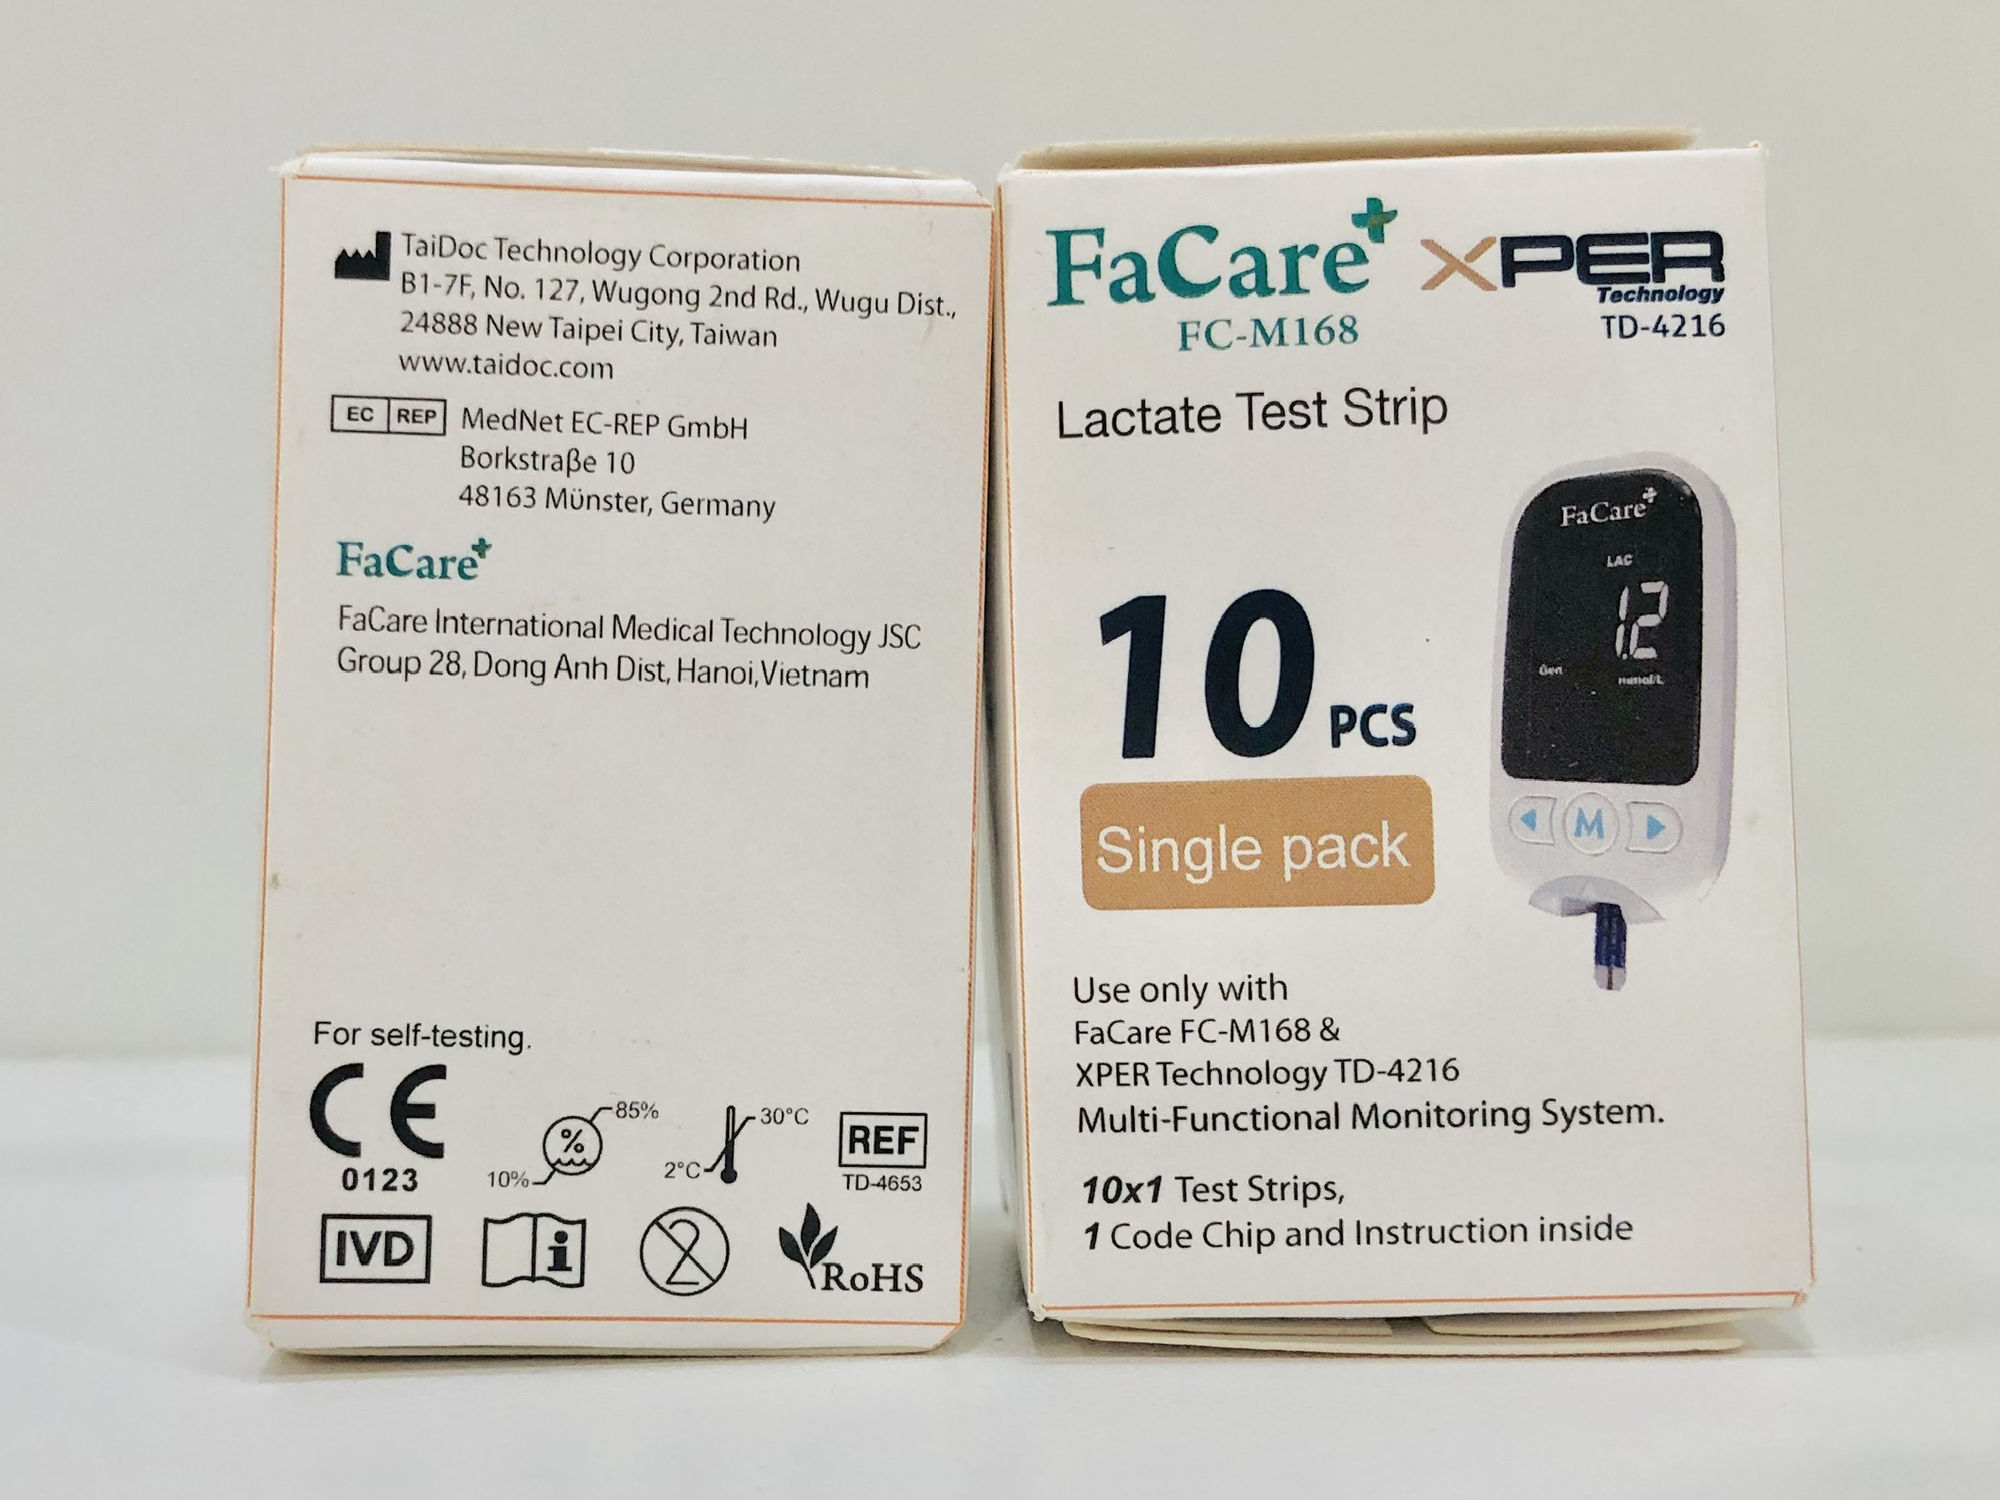 TaiDoc Technology Corporation
B1-7F, No. 127, Wugong 2nd Rd., Wugu Dist.,
24888 New Taipei City, Taiwan
www.taidoc.com
EC REP
MedNet EC-REP GmbH
Borkstraße 10
48163 Münster, Germany
FaCare
FaCare International Medical Technology JSC
Group 28, Dong Anh Dist, Hanoi,Vietnam
For self-testing.
CE
0123
10% % 85%
2°C 30°C
REF
TD-4653
IVD
i
2
RoHS
FaCare
FC-M168
XPER
Technology
TD-4216
Lactate Test Strip
FaCare
LAC
1.2
Gen mmol/L
M
10 PCS
Single pack
Use only with
FaCare FC-M168 &
XPER Technology TD-4216
Multi-Functional Monitoring System.
10x1 Test Strips,
1 Code Chip and Instruction inside